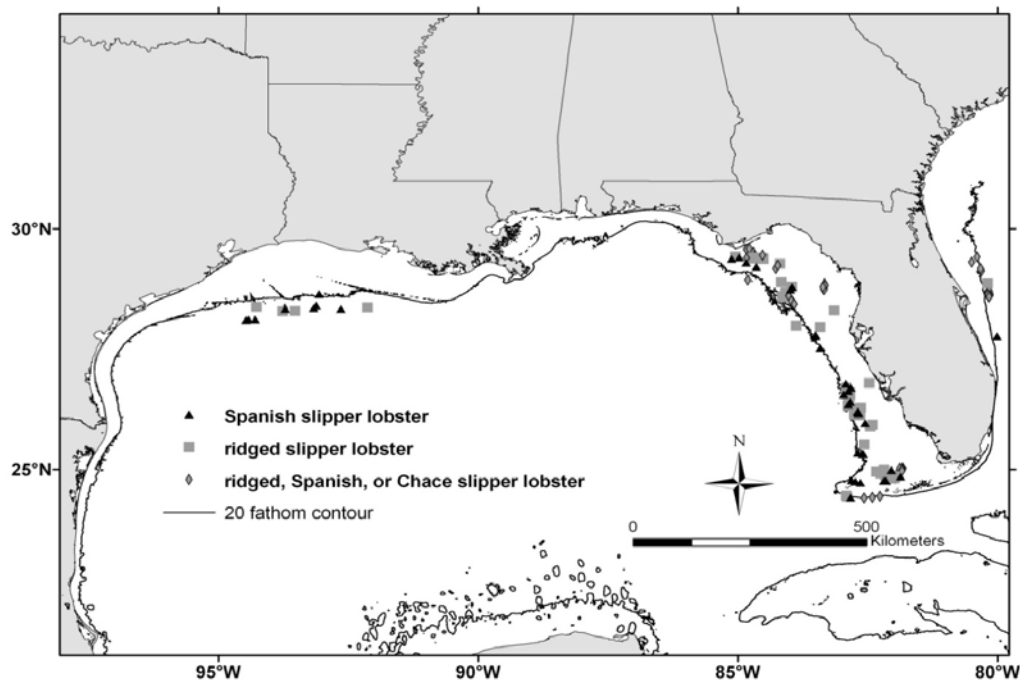 30°N
25°N
Spanish slipper lobster
ridged slipper lobster
ridged, Spanish, or Chace slipper lobster
20 fathom contour
N
0 500
Kilometers
95°W 90°W 85°W 80°W